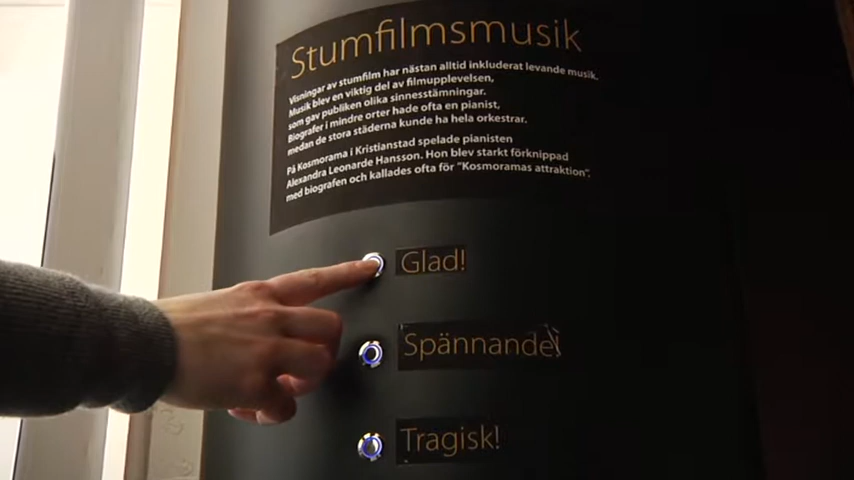 Stumfilmsmusik
Visningar av stumfilm har nästan alltid inkluderat levande musik.
Musik blev en viktig del av filmupplevelsen,
som gav publiken olika sinnesstämningar.
Biografer i mindre orter hade ofta en pianist,
medan de stora städerna kunde ha hela orkestrar.
På Kosmorama i Kristianstad spelade pianisten
Alexandra Leonarde Hansson. Hon blev starkt förknippad
med biografen och kallades ofta för "Kosmoramas attraktion".
Glad!
Spännande!
Tragisk!